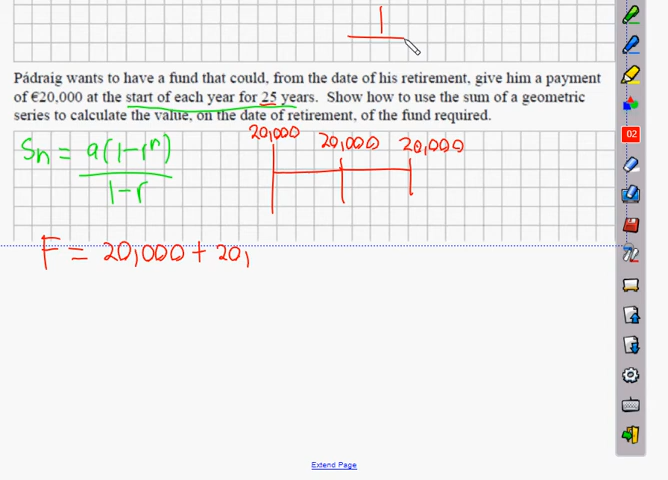 1
Pádraig wants to have a fund that could, from the date of his retirement, give him a payment
of €20,000 at the start of each year for 25 years. Show how to use the sum of a geometric
series to calculate the value, on the date of retirement, of the fund required.
20,000 20,000 20,000
Sn = a(1-rⁿ)
1-r
F = 20,000 + 20,
02
Extend Page